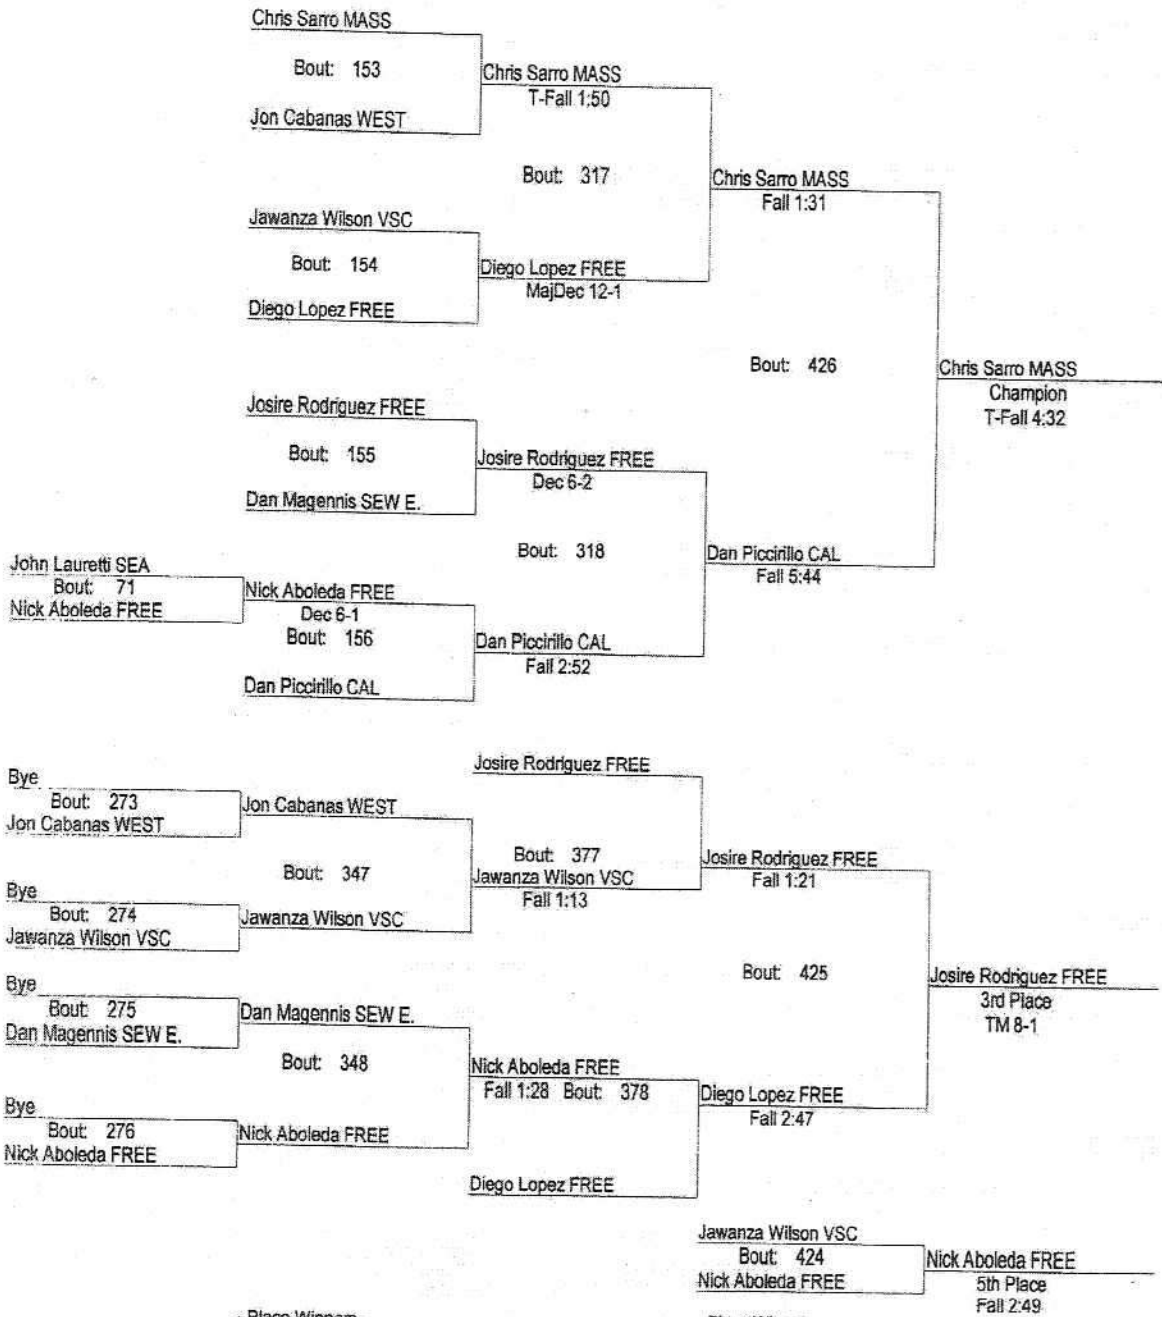 Chris Sarro MASS
Bout: 153
Jon Cabanas WEST
Chris Sarro MASS
T-Fall 1:50
Bout: 317
Jawanza Wilson VSC
Bout: 154
Diego Lopez FREE
Diego Lopez FREE
MajDec 12-1
Chris Sarro MASS
Fall 1:31
Bout: 426
Chris Sarro MASS
Champion
T-Fall 4:32
Josire Rodriguez FREE
Bout: 155
Dan Magennis SEW E.
Josire Rodriguez FREE
Dec 6-2
Bout: 318
John Lauretti SEA
Bout: 71
Nick Aboleda FREE
Nick Aboleda FREE
Dec 6-1
Bout: 156
Dan Piccirillo CAL
Dan Piccirillo CAL
Fall 2:52
Dan Piccirillo CAL
Fall 5:44
Bye
Bout: 273
Jon Cabanas WEST
Jon Cabanas WEST
Bout: 347
Bye
Bout: 274
Jawanza Wilson VSC
Jawanza Wilson VSC
Josire Rodriguez FREE
Bout: 377
Jawanza Wilson VSC
Fall 1:13
Josire Rodriguez FREE
Fall 1:21
Bout: 425
Josire Rodriguez FREE
3rd Place
TM 8-1
Bye
Bout: 275
Dan Magennis SEW E.
Dan Magennis SEW E.
Bout: 348
Bye
Bout: 276
Nick Aboleda FREE
Nick Aboleda FREE
Nick Aboleda FREE
Fall 1:28 Bout: 378
Diego Lopez FREE
Diego Lopez FREE
Fall 2:47
Jawanza Wilson VSC
Bout: 424
Nick Aboleda FREE
Nick Aboleda FREE
5th Place
Fall 2:49
Place Winners